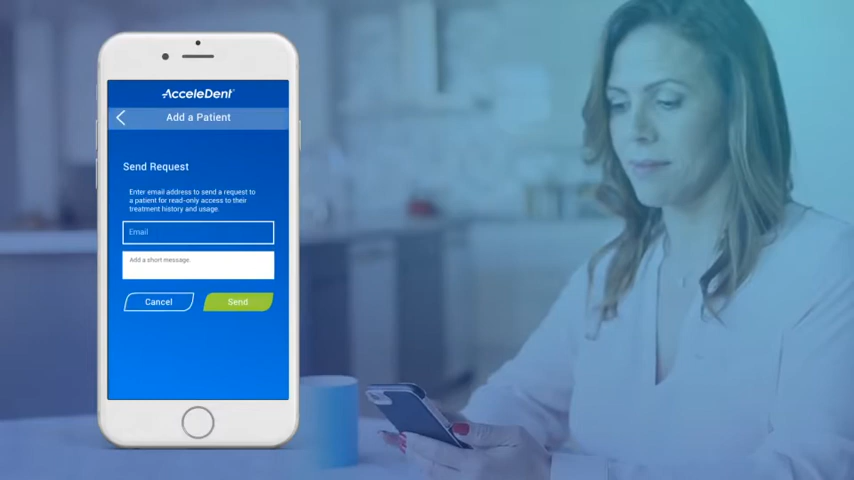 AcceleDent
Add a Patient
Send Request
Enter email address to send a request to
a patient for read-only access to their
treatment history and usage.
Email
Add a short message.
Cancel
Send